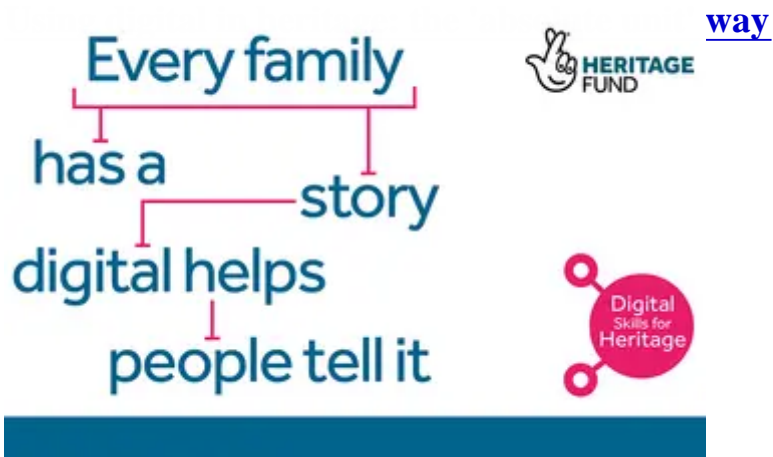 way
Every family
HERITAGE
FUND
has a
story
digital helps
people tell it
Digital
Skills for
Heritage